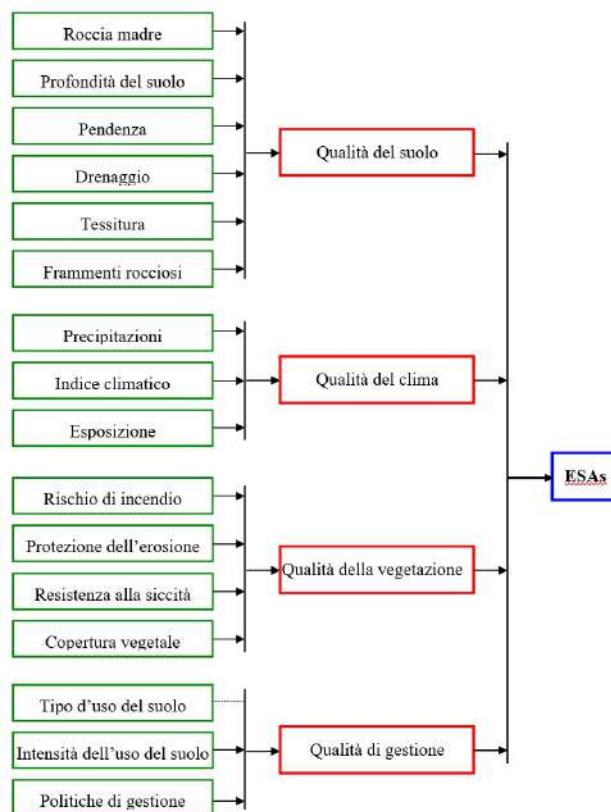 Roccia madre
Profondità del suolo
Pendenza
Drenaggio
Tessitura
Frammenti rocciosi
Qualità del suolo
Precipitazioni
Indice climatico
Esposizione
Qualità del clima
Rischio di incendio
Protezione dell'erosione
Resistenza alla siccità
Copertura vegetale
Qualità della vegetazione
Tipo d'uso del suolo
Intensità dell'uso del suolo
Politiche di gestione
Qualità di gestione
ESAs